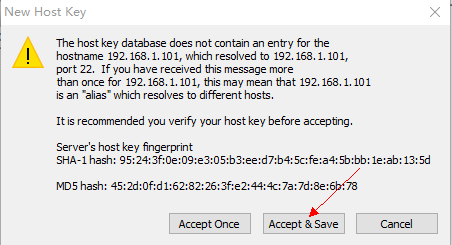 New Host Key
The host key database does not contain an entry for the
hostname 192.168.1.101, which resolved to 192.168.1.101,
port 22.  If you have received this message more
than once for 192.168.1.101, this may mean that 192.168.1.101
is an "alias" which resolves to different hosts.
It is recommended you verify your host key before accepting.
Server's host key fingerprint
SHA-1 hash: 95:24:3f:0e:09:e3:05:b3:ee:d7:b4:5c:fe:a4:5b:bb:1e:ab:13:5d
MD5 hash: 45:2d:0f:d1:62:82:26:3f:e2:44:4c:7a:7d:8e:6b:78
Accept Once
Accept & Save
Cancel